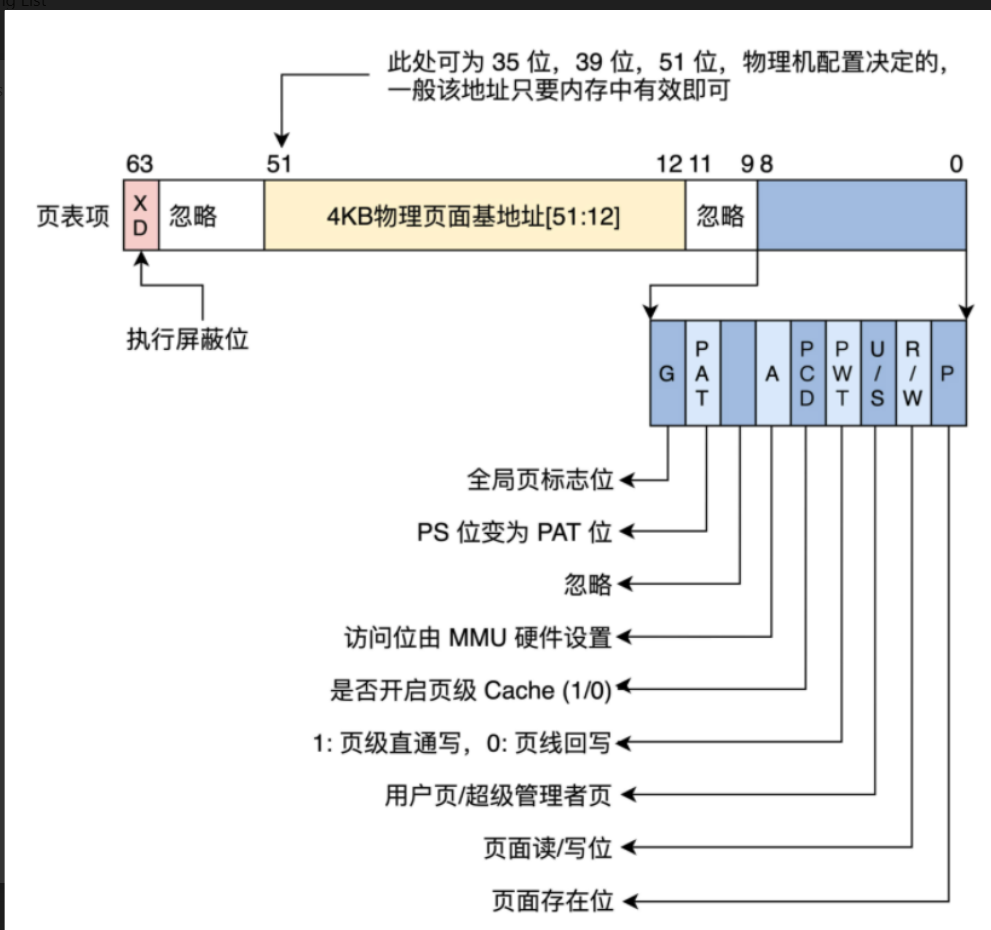 此处可为 35 位，39 位，51 位，物理机配置决定的，
一般该地址只要内存中有效即可
63 51 12 11 9 8 0
页表项 XD 忽略 4KB物理页面基地址[51:12] 忽略
执行屏蔽位
G PAT A PCD PWT U/S R/W P
全局页标志位
PS 位变为 PAT 位
忽略
访问位由 MMU 硬件设置
是否开启页级 Cache (1/0)
1: 页级直通写，0: 页线回写
用户页/超级管理者页
页面读/写位
页面存在位